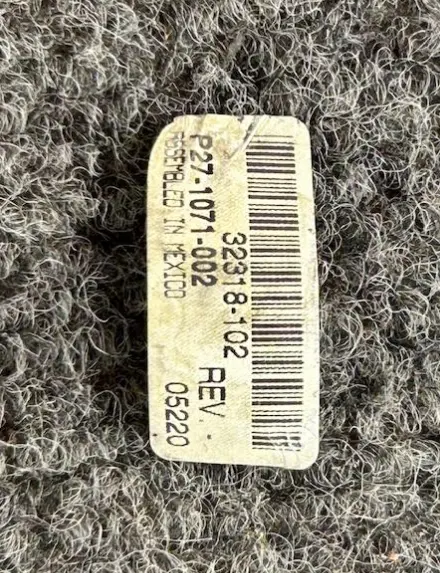 32318-102
P27-1071-002 REV.
ASSEMBLED IN MEXICO 05220